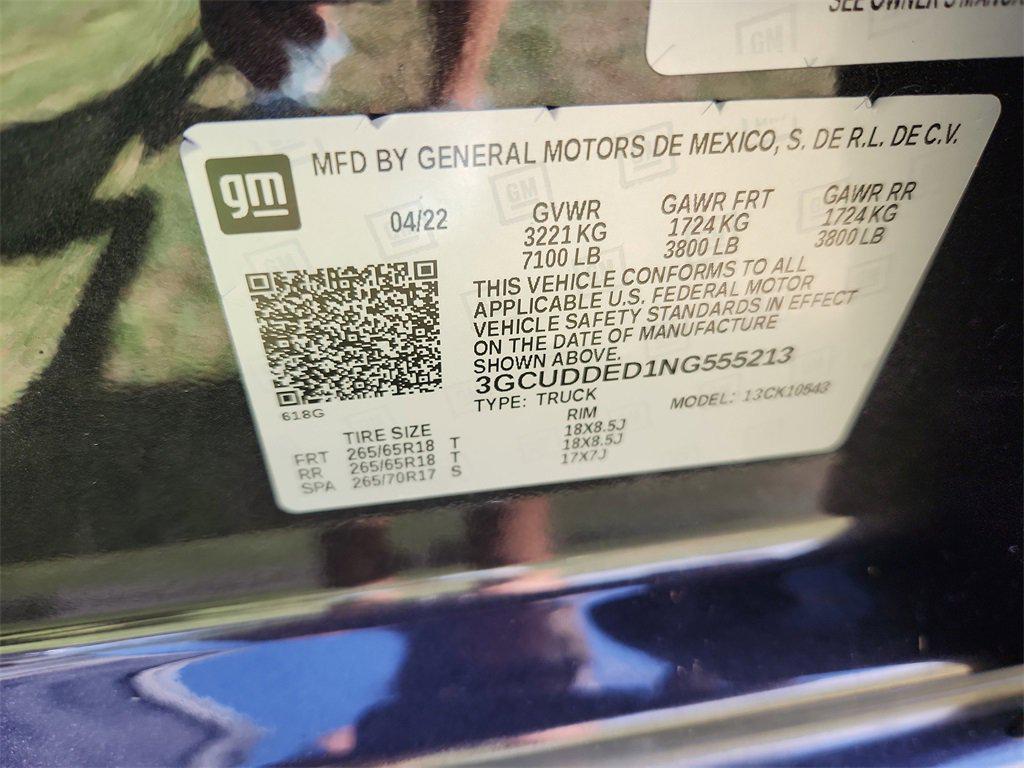 SEE OWNER'S MANUAL
gm
MFD BY GENERAL MOTORS DE MEXICO, S. DE R.L. DE C.V.
04/22
GVWR
3221 KG
7100 LB
GAWR FRT
1724 KG
3800 LB
GAWR RR
1724 KG
3800 LB
THIS VEHICLE CONFORMS TO ALL
APPLICABLE U.S. FEDERAL MOTOR
VEHICLE SAFETY STANDARDS IN EFFECT
ON THE DATE OF MANUFACTURE
SHOWN ABOVE.
3GCUDDED1NG555213
TYPE: TRUCK MODEL: 13CK10543
618G
TIRE SIZE RIM
FRT 265/65R18 T 18X8.5J
RR 265/65R18 T 18X8.5J
SPA 265/70R17 S 17X7J